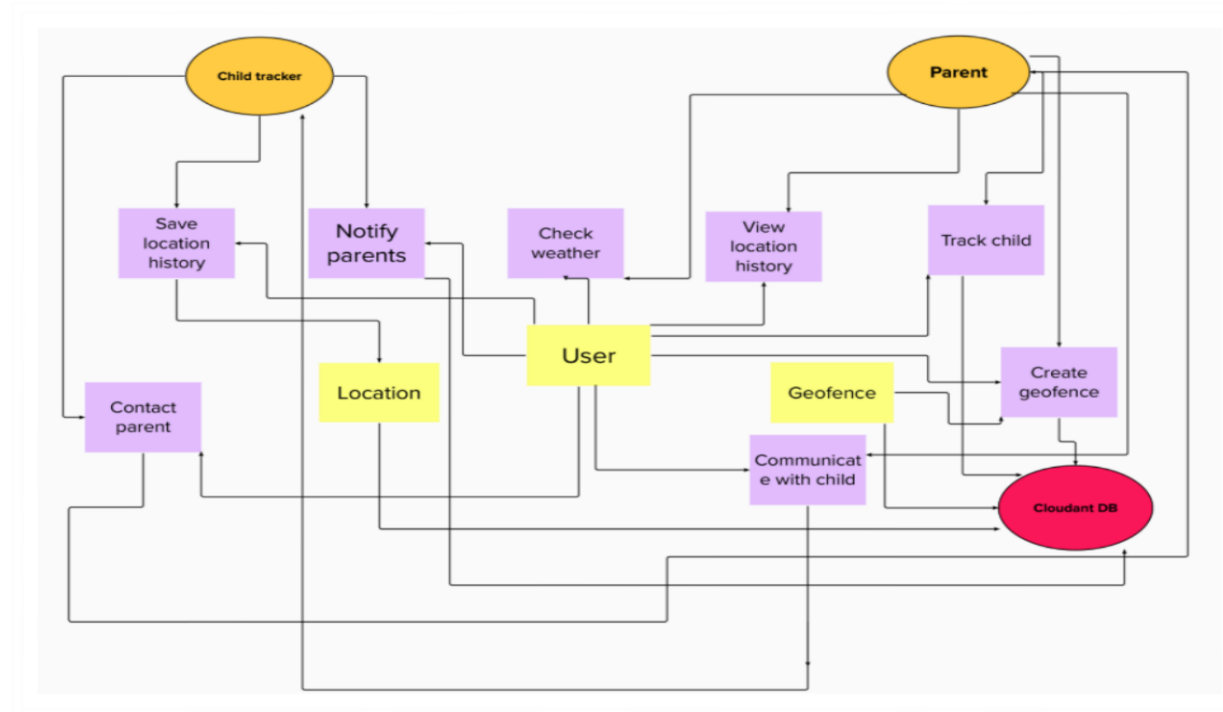 Child tracker
Parent
Save
location
history
Notify
parents
Check
weather
View
location
history
Track child
User
Location
Geofence
Create
geofence
Contact
parent
Communicat
e with child
Cloudant DB